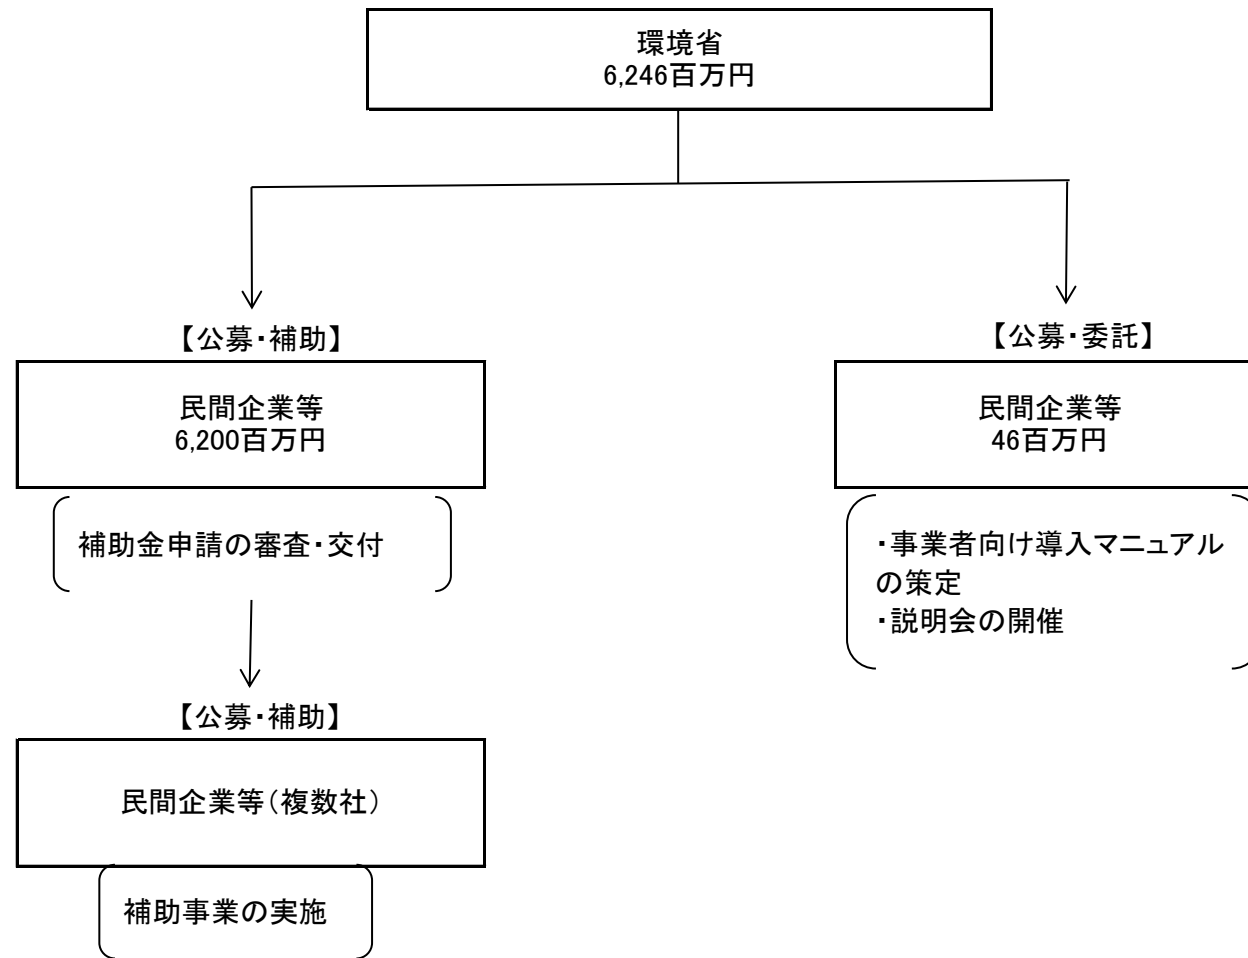 環境省
6,246百万円
【公募・補助】
民間企業等
6,200百万円
補助金申請の審査・交付
【公募・補助】
民間企業等（複数社）
補助事業の実施
【公募・委託】
民間企業等
46百万円
・事業者向け導入マニュアル
の策定
・説明会の開催